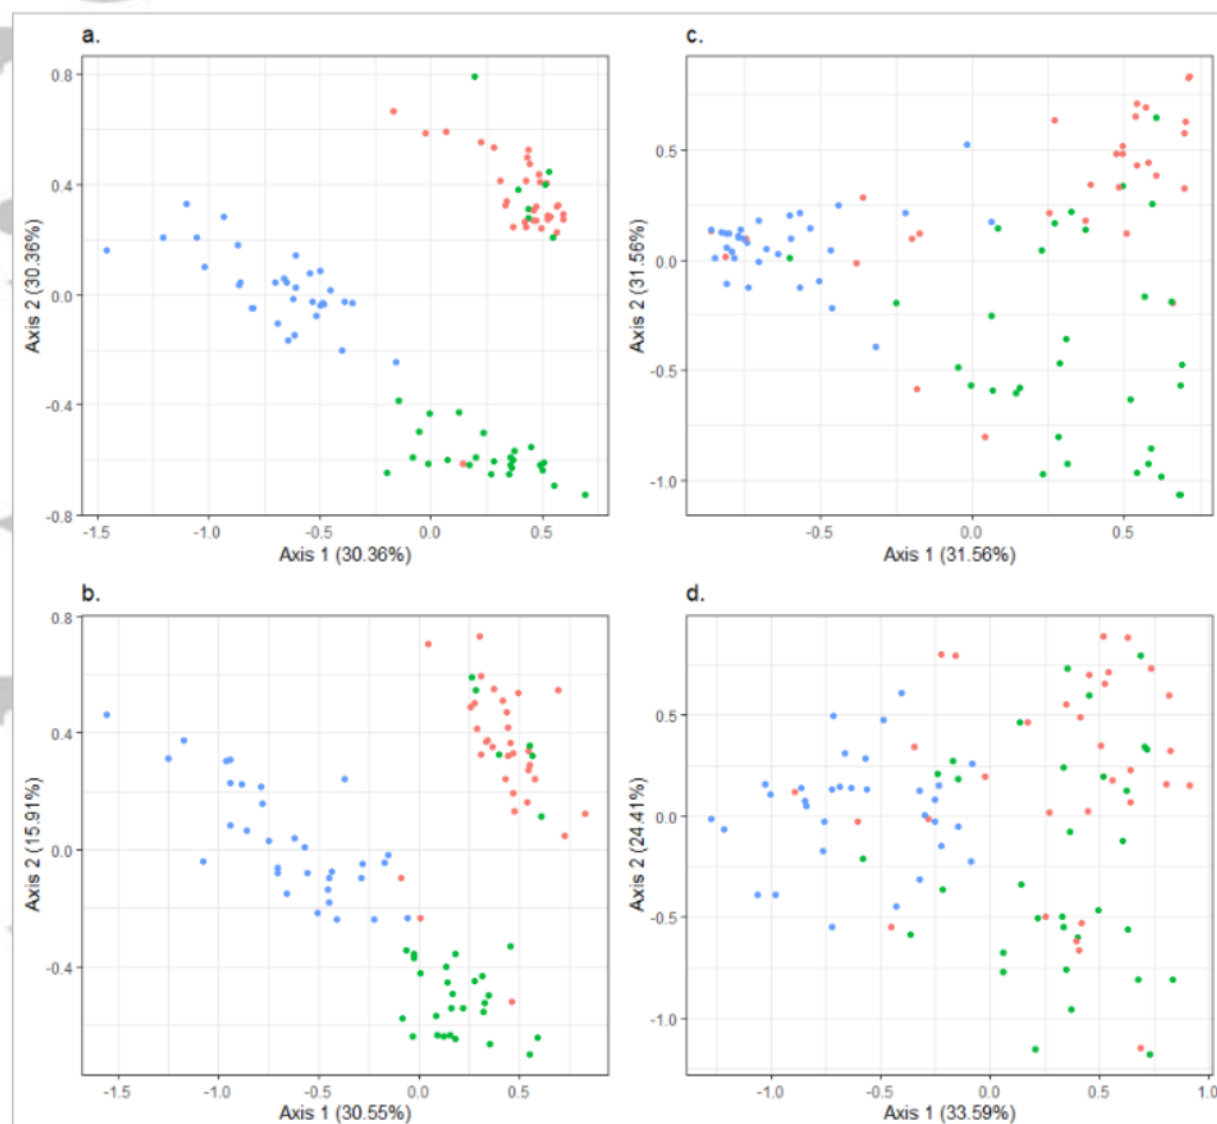 a.
0.8
0.4
0.0
-0.4
-0.8
-1.5 -1.0 -0.5 0.0 0.5
Axis 1 (30.36%)
Axis 2 (30.36%)
c.
0.5
0.0
-0.5
-1.0
-0.5 0.0 0.5
Axis 1 (31.56%)
Axis 2 (31.56%)
b.
0.8
0.4
0.0
-0.4
-1.5 -1.0 -0.5 0.0 0.5
Axis 1 (30.55%)
Axis 2 (15.91%)
d.
0.5
0.0
-0.5
-1.0
-1.0 -0.5 0.0 0.5 1.0
Axis 1 (33.59%)
Axis 2 (24.41%)